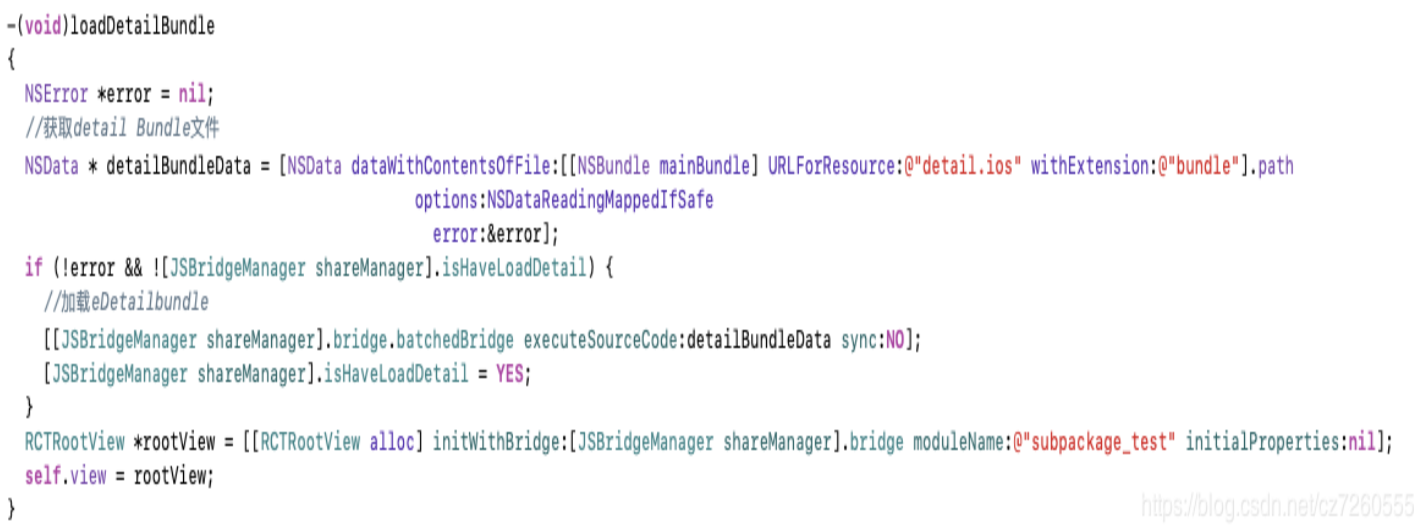 -(void)loadDetailBundle
{
NSError *error = nil;
//获取detail Bundle文件
NSData * detailBundleData = [NSData dataWithContentsOfFile:[[NSBundle mainBundle] URLForResource:@"detail.ios" withExtension:@"bundle"].path
options:NSDataReadingMappedIfSafe
error:&error];
if (!error && ![JSBridgeManager shareManager].isHaveLoadDetail) {
//加载eDetailbundle
[[JSBridgeManager shareManager].bridge.batchedBridge executeSourceCode:detailBundleData sync:NO];
[JSBridgeManager shareManager].isHaveLoadDetail = YES;
}
RCTRootView *rootView = [[RCTRootView alloc] initWithBridge:[JSBridgeManager shareManager].bridge moduleName:@"subpackage_test" initialProperties:nil];
self.view = rootView;
}
https://blog.csdn.net/cz7260555